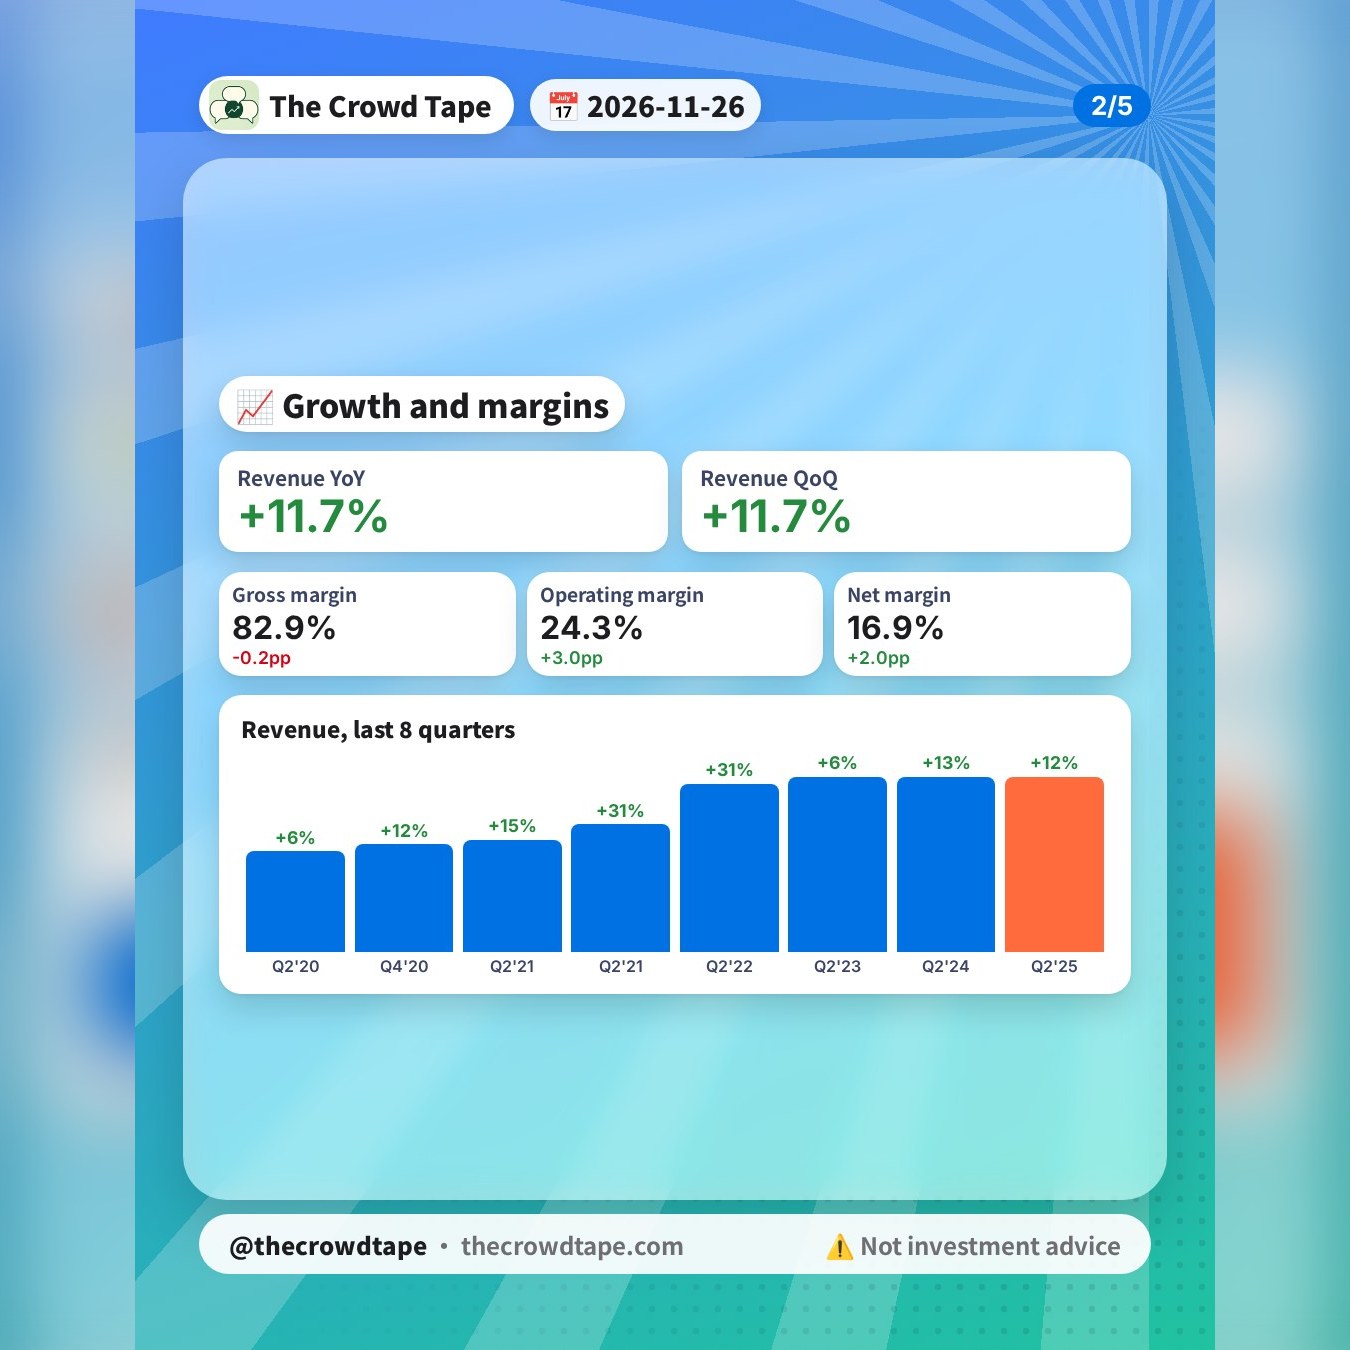 The Crowd Tape
2026-11-26
2/5
Growth and margins
Revenue YoY
+11.7%
Revenue QoQ
+11.7%
Gross margin
82.9%
-0.2pp
Operating margin
24.3%
+3.0pp
Net margin
16.9%
+2.0pp
Revenue, last 8 quarters
+6%
+12%
+15%
+31%
+31%
+6%
+13%
+12%
Q2'20
Q4'20
Q2'21
Q2'21
Q2'22
Q2'23
Q2'24
Q2'25
@thecrowdtape • thecrowdtape.com
⚠️ Not investment advice